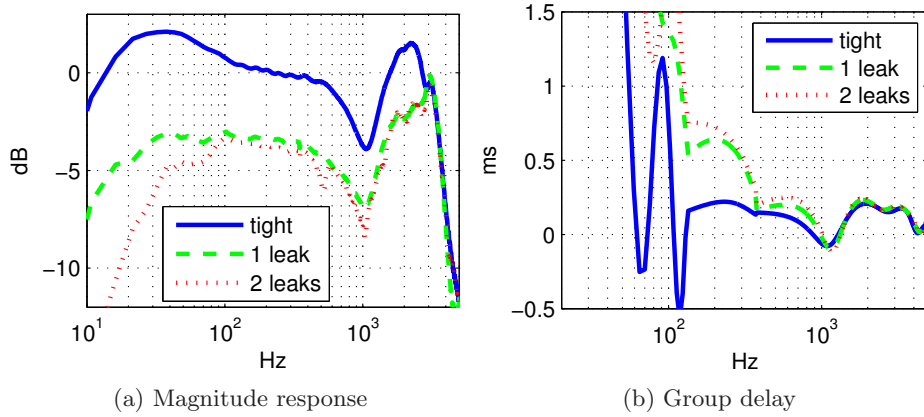 0
−5
−10
dB
10^1
10^2
10^3
Hz
tight
1 leak
2 leaks
(a) Magnitude response
1.5
1
0.5
0
−0.5
ms
10^2
10^3
Hz
tight
1 leak
2 leaks
(b) Group delay